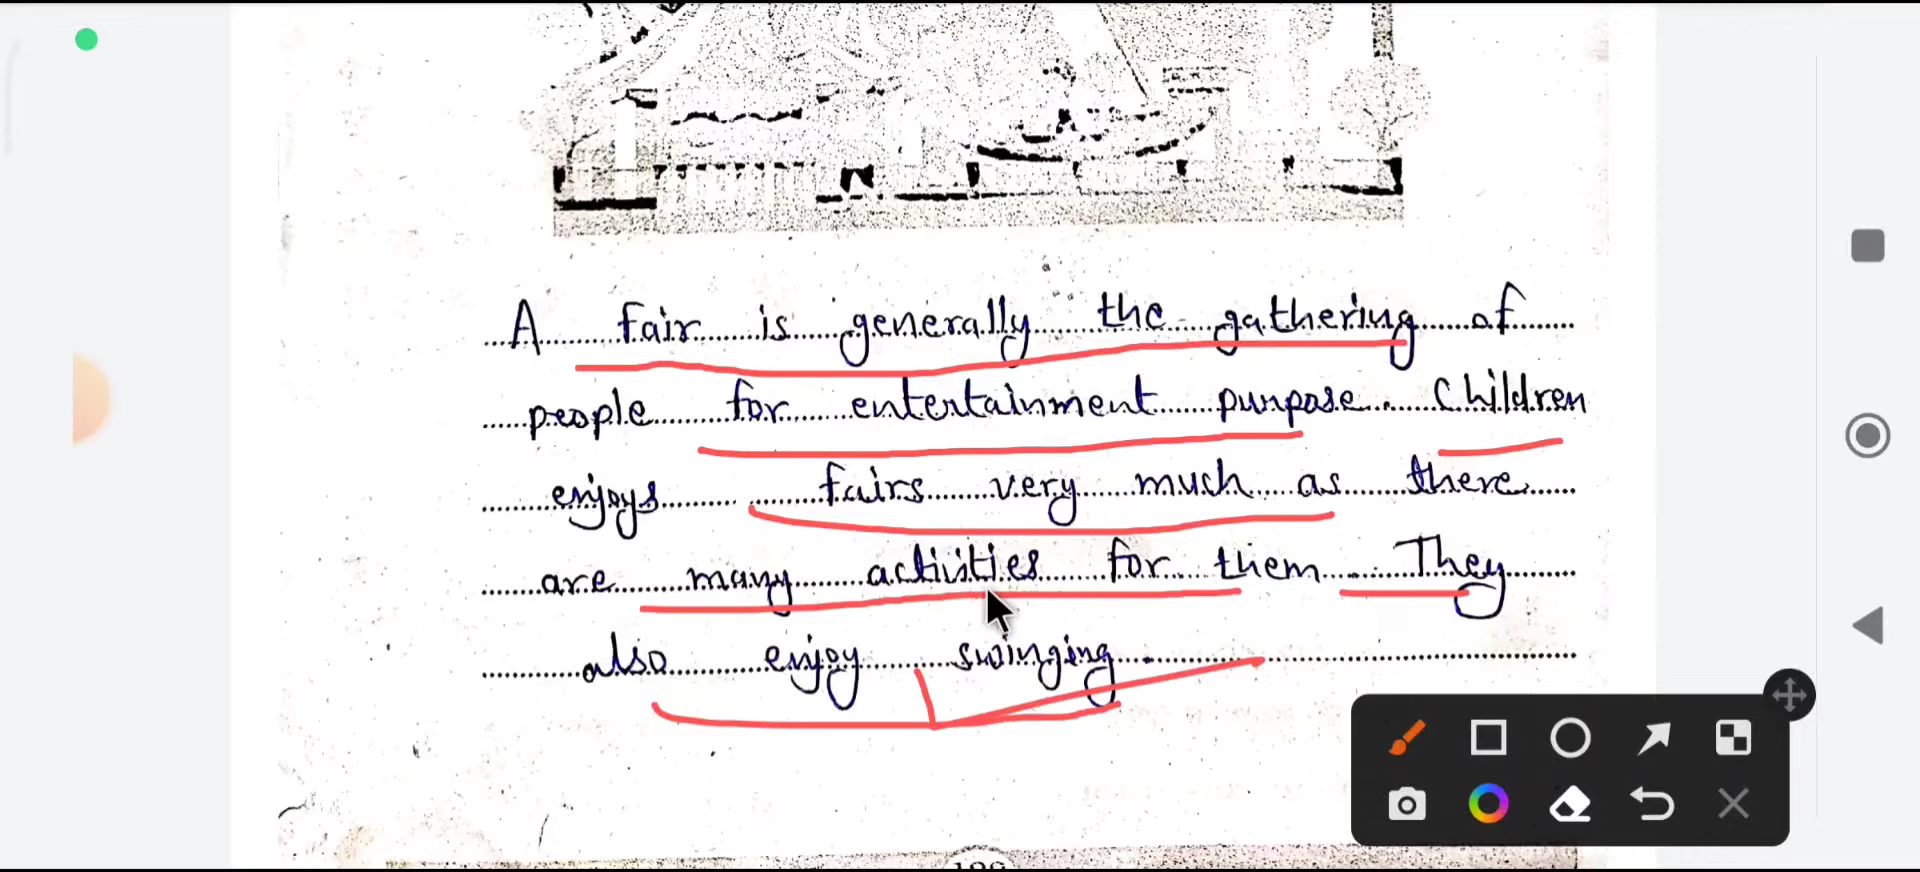 A fair is generally the gathering of
people for entertainment purpose. Children
enjoys fairs very much as there
are many activities for them. They
also enjoy swinging.